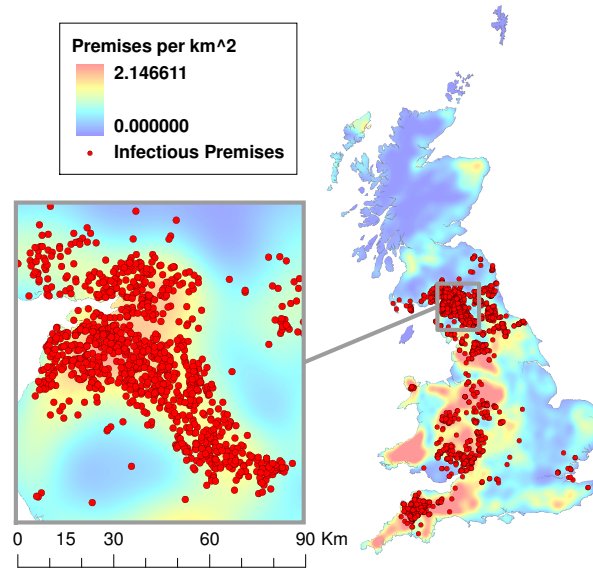 Premises per km^2
2.146611
0.000000
Infectious Premises
0 15 30 60 90 Km